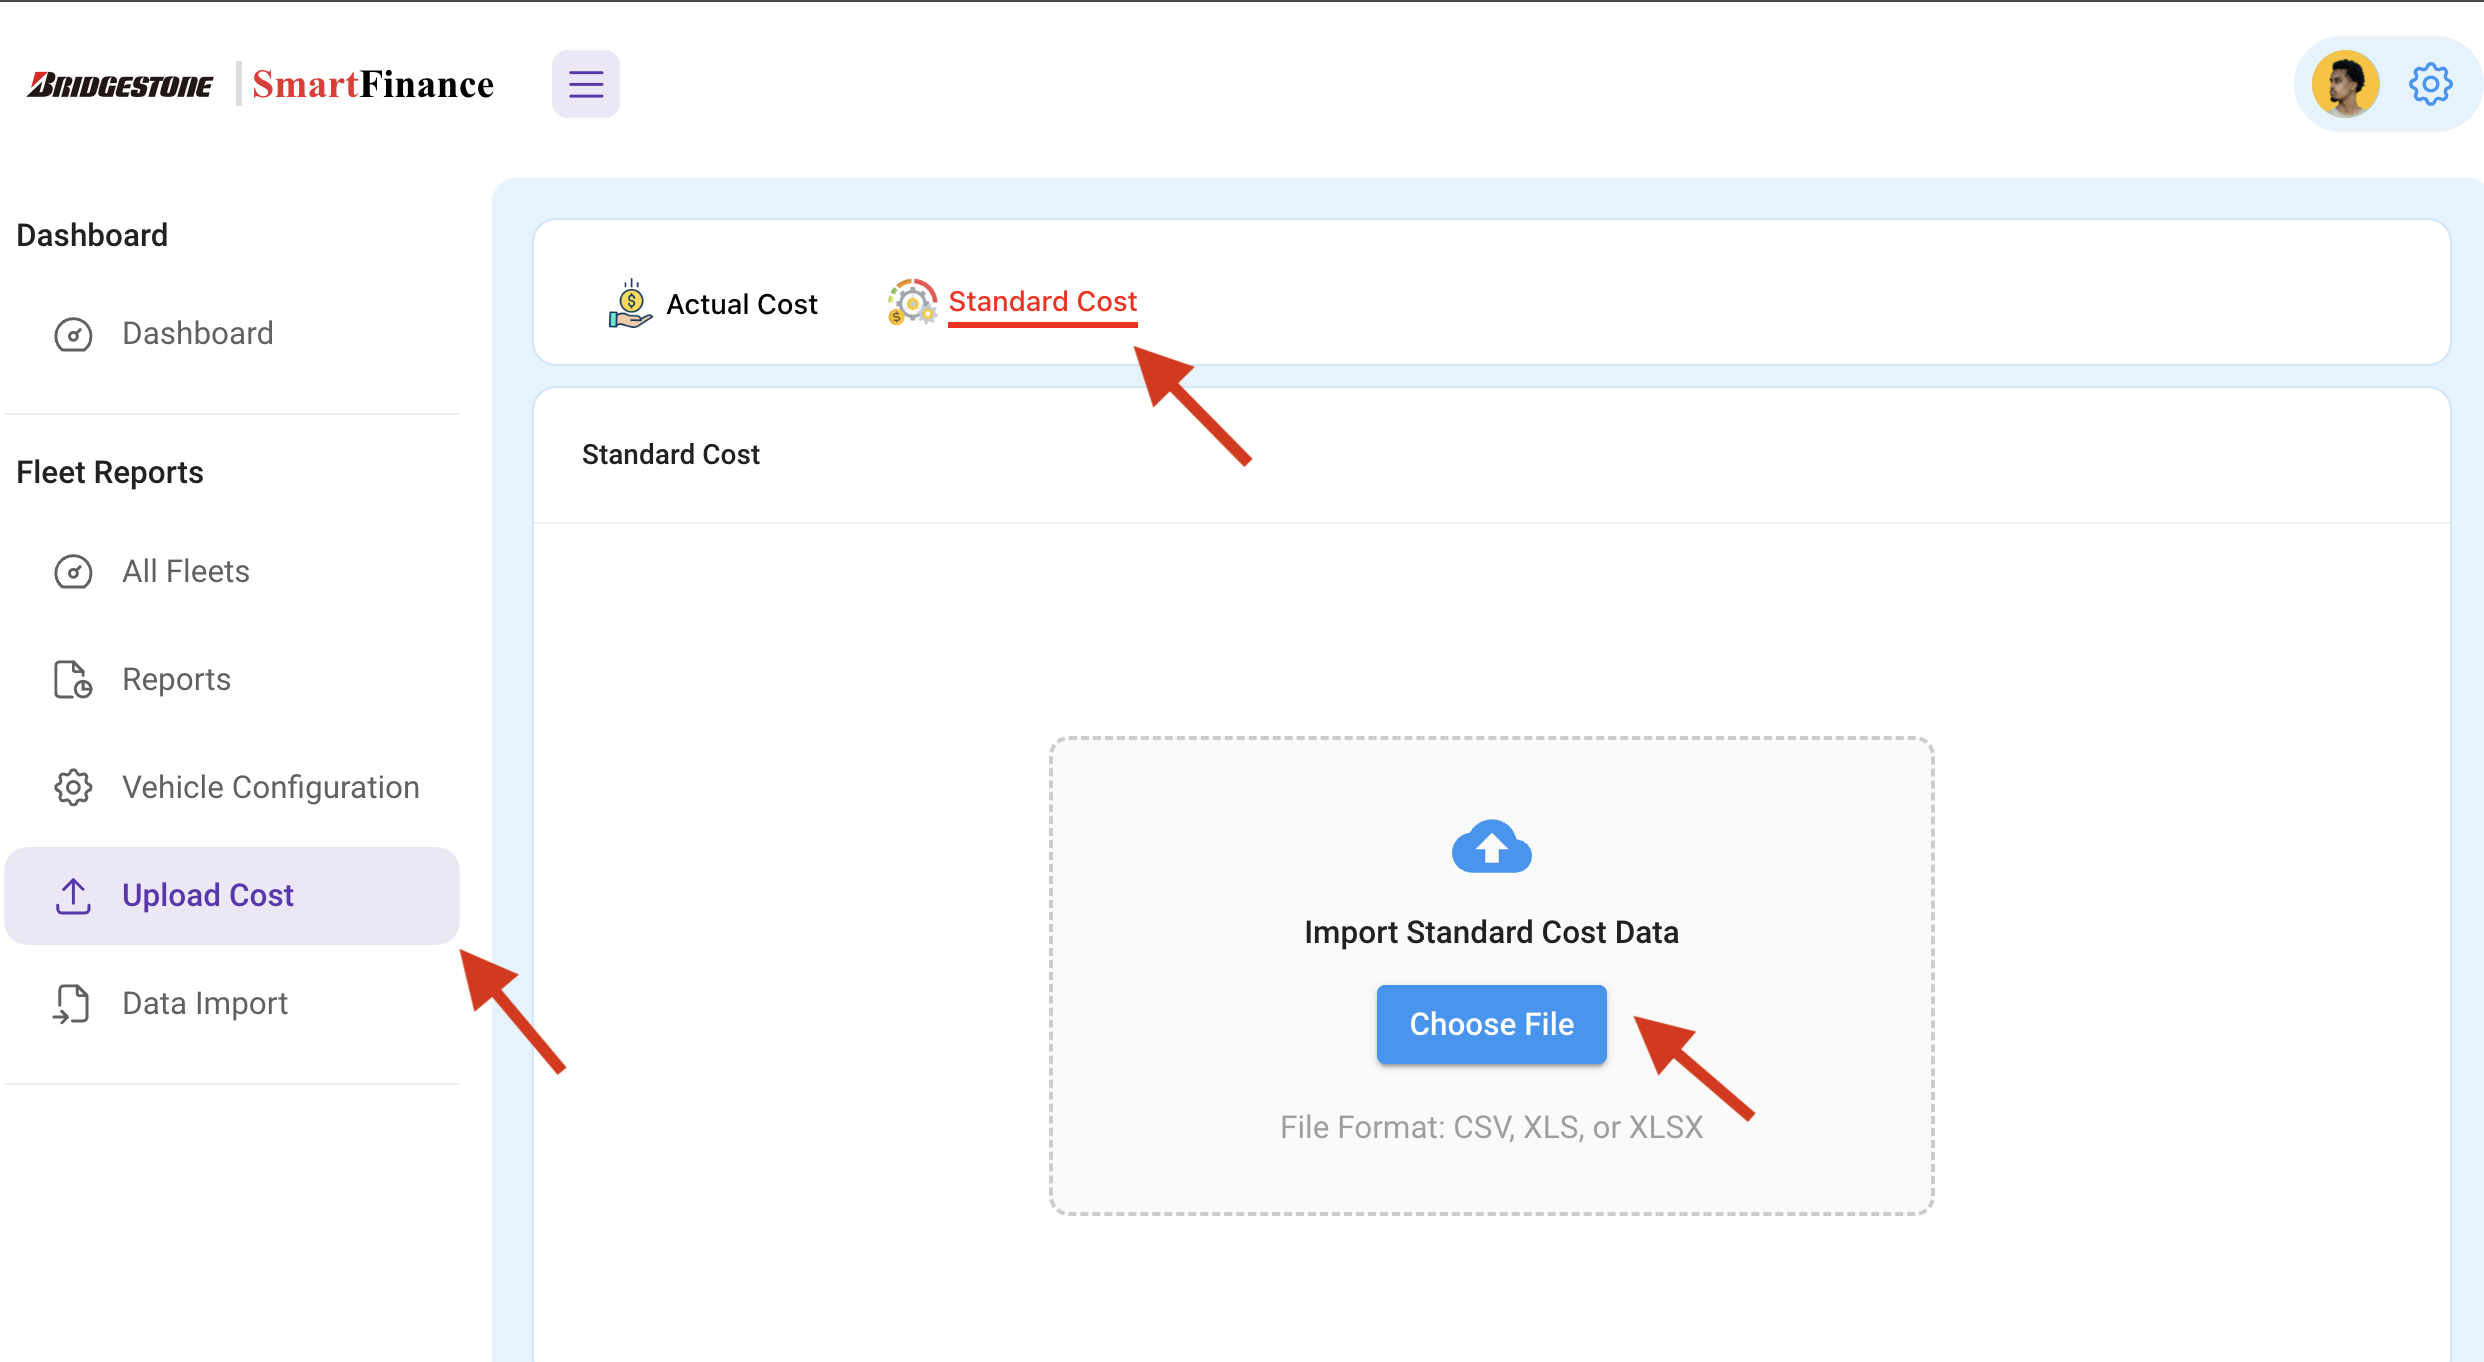 BRIDGESTONE | SmartFinance
Dashboard
Dashboard
Fleet Reports
All Fleets
Reports
Vehicle Configuration
Upload Cost
Data Import
Actual Cost
Standard Cost
Standard Cost
Import Standard Cost Data
Choose File
File Format: CSV, XLS, or XLSX